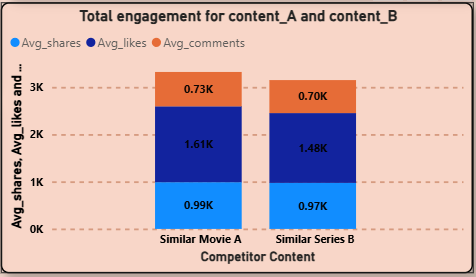 Total engagement for content_A and content_B
Avg_shares Avg_likes Avg_comments
Avg_shares, Avg_likes and ...
3K
2K
1K
0K
0.73K 0.70K
1.61K 1.48K
0.99K 0.97K
Similar Movie A Similar Series B
Competitor Content